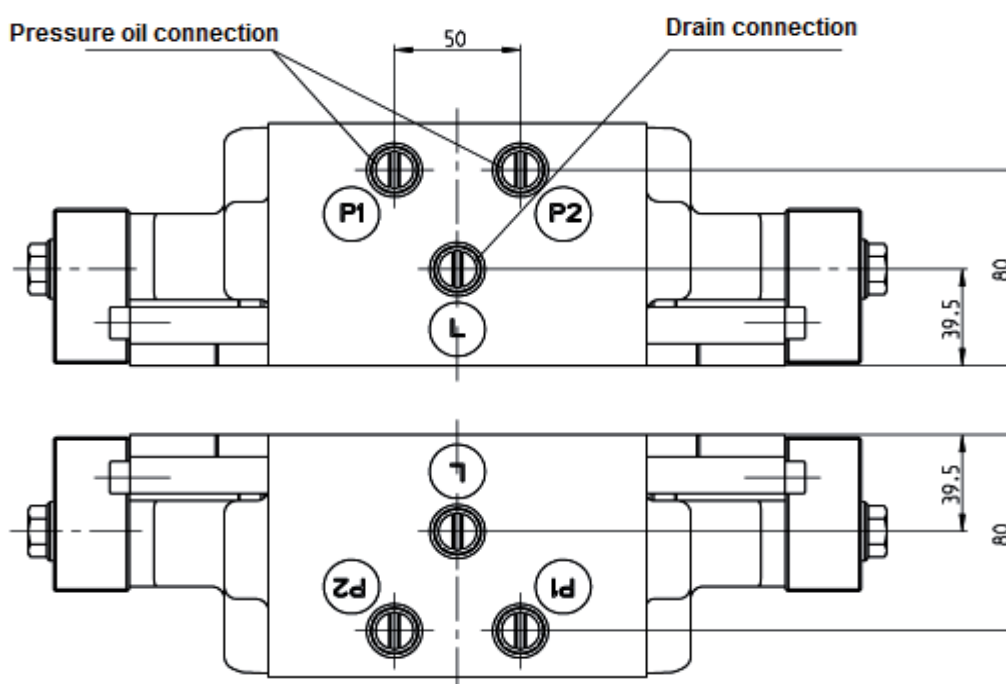 Pressure oil connection
50
Drain connection
P1
P2
L
80
39.5
L
39.5
80
P2
P1